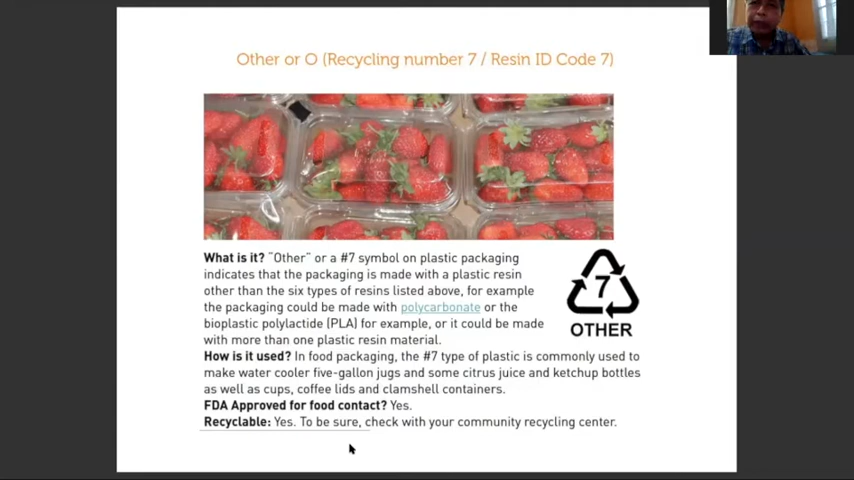 Other or O (Recycling number 7 / Resin ID Code 7)
What is it? "Other" or a #7 symbol on plastic packaging
indicates that the packaging is made with a plastic resin
other than the six types of resins listed above, for example
the packaging could be made with polycarbonate or the
bioplastic polylactide (PLA) for example, or it could be made
with more than one plastic resin material.
7
OTHER
How is it used? In food packaging, the #7 type of plastic is commonly used to
make water cooler five-gallon jugs and some citrus juice and ketchup bottles
as well as cups, coffee lids and clamshell containers.
FDA Approved for food contact? Yes.
Recyclable: Yes. To be sure, check with your community recycling center.